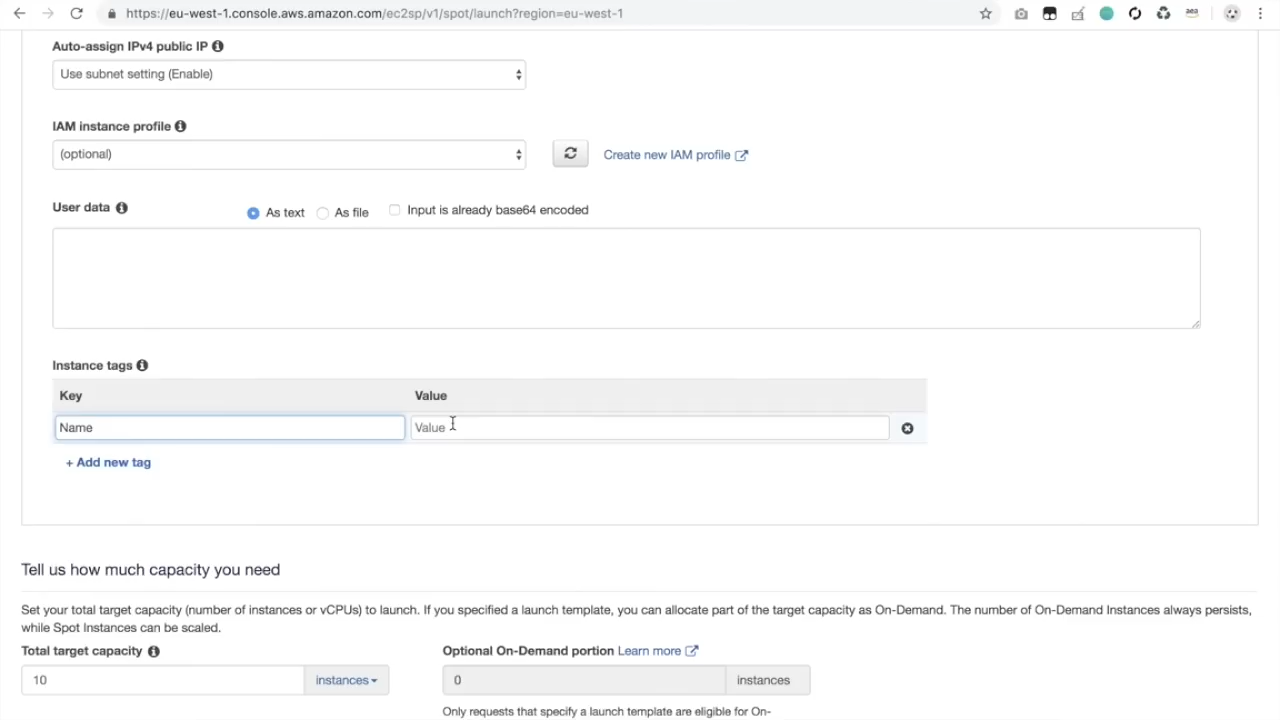 https://eu-west-1.console.aws.amazon.com/ec2sp/v1/spot/launch?region=eu-west-1
Auto-assign IPv4 public IP
Use subnet setting (Enable)
IAM instance profile
(optional)
Create new IAM profile
User data
As text
As file
Input is already base64 encoded
Instance tags
Key
Value
Name
Value
+ Add new tag
Tell us how much capacity you need
Set your total target capacity (number of instances or vCPUs) to launch. If you specified a launch template, you can allocate part of the target capacity as On-Demand. The number of On-Demand Instances always persists,
while Spot Instances can be scaled.
Total target capacity
Optional On-Demand portion Learn more
10
instances
0
instances
Only requests that specify a launch template are eligible for On-